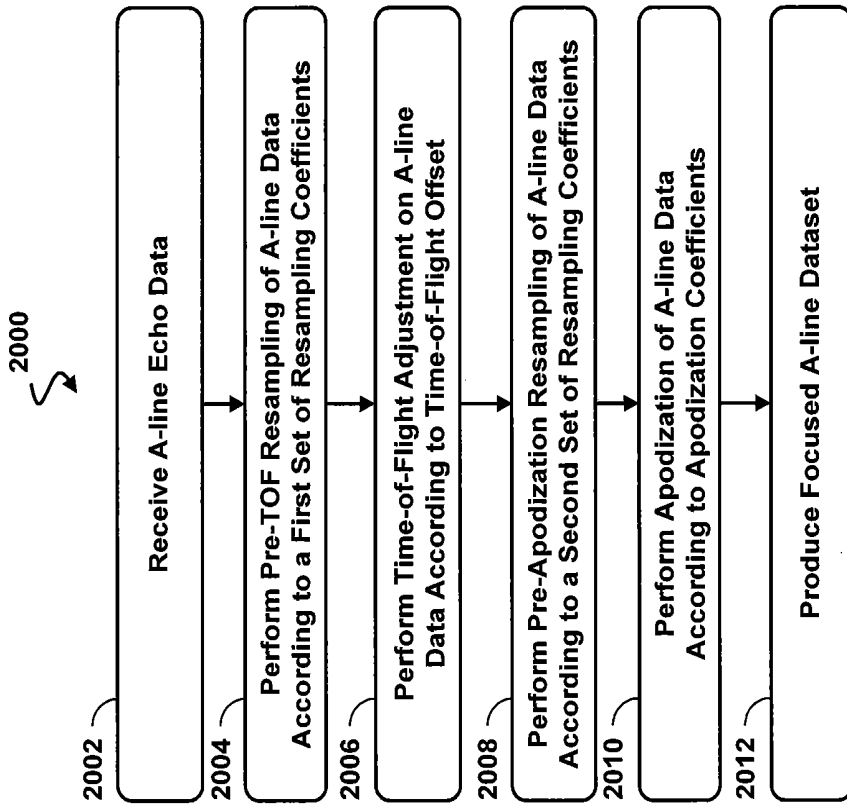 2000
2002
Receive A-line Echo Data
2004
Perform Pre-TOF Resampling of A-line Data
According to a First Set of Resampling Coefficients
2006
Perform Time-of-Flight Adjustment on A-line
Data According to Time-of-Flight Offset
2008
Perform Pre-Apodization Resampling of A-line Data
According to a Second Set of Resampling Coefficients
2010
Perform Apodization of A-line Data
According to Apodization Coefficients
2012
Produce Focused A-line Dataset